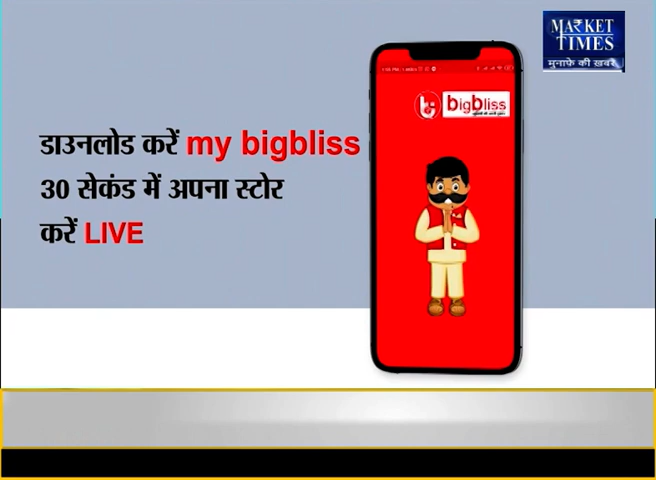 MARKET
TIMES
मुनाफे की खबर
bigbliss
डाउनलोड करें my bigbliss
30 सेकंड में अपना स्टोर
करें LIVE